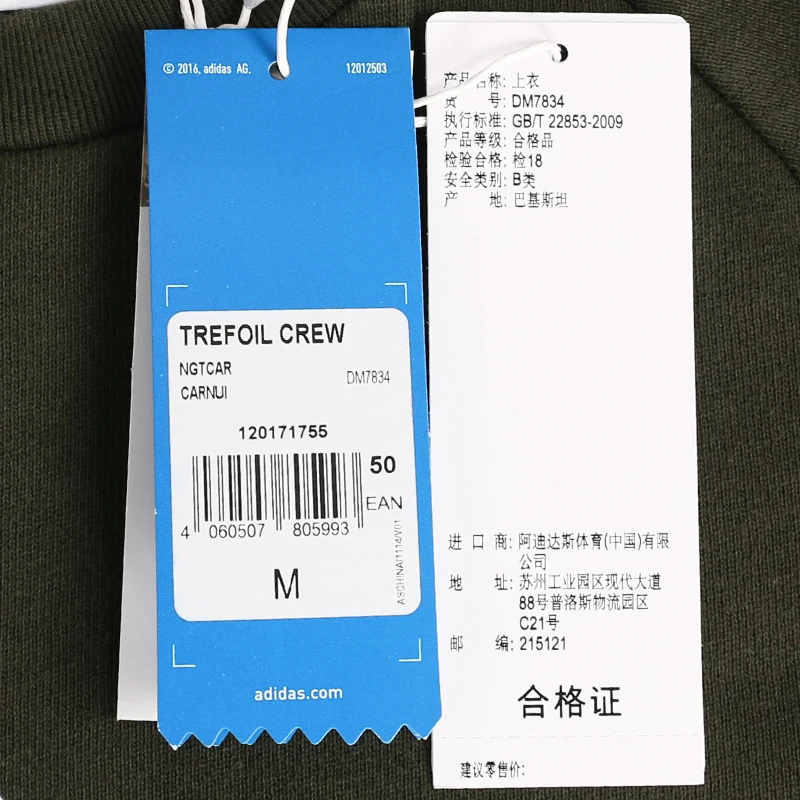 © 2016, adidas AG.
12012503
TREFOIL CREW
NGTCAR
CARNUI
DM7834
120171755
50
EAN
4 060507 805993
ASCHINA/1114/V01
M
adidas.com
产品名称: 上衣
货 号: DM7834
执行标准: GB/T 22853-2009
产品等级: 合格品
检验合格: 检18
安全类别: B类
产 地: 巴基斯坦
进 口 商: 阿迪达斯体育(中国)有限
公司
地 址: 苏州工业园区现代大道
88号普洛斯物流园区
C21号
邮 编: 215121
合格证
建议零售价: